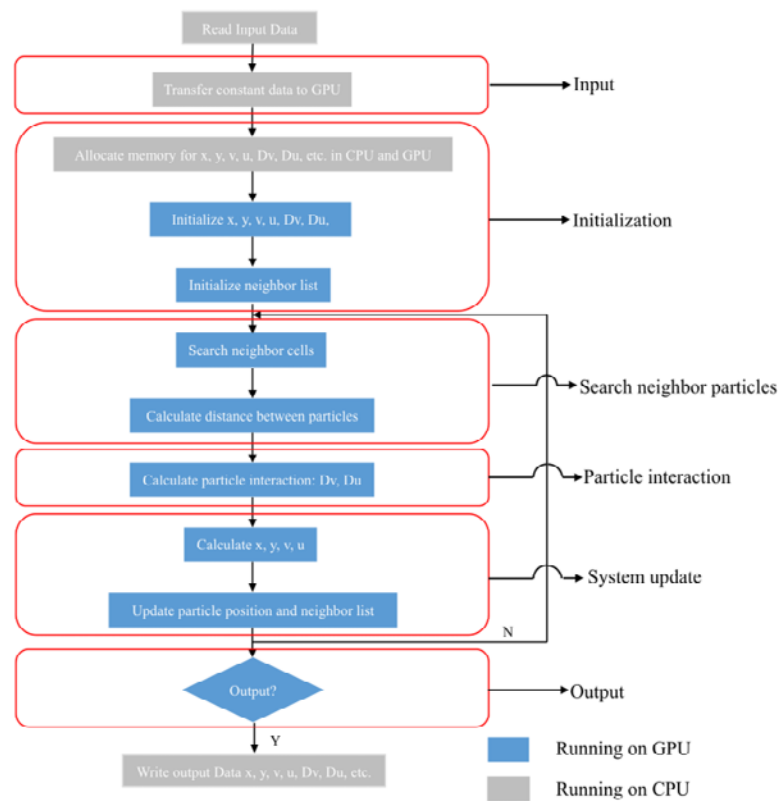 Read Input Data
Transfer constant data to GPU
Input
Allocate memory for x, y, v, u, Dv, Du, etc. in CPU and GPU
Initialize x, y, v, u, Dv, Du,
Initialization
Initialize neighbor list
Search neighbor cells
Search neighbor particles
Calculate distance between particles
Calculate particle interaction: Dv, Du
Particle interaction
Calculate x, y, v, u
System update
Update particle position and neighbor list
N
Output?
Output
Y
Write output Data x, y, v, u, Dv, Du, etc.
Running on GPU
Running on CPU